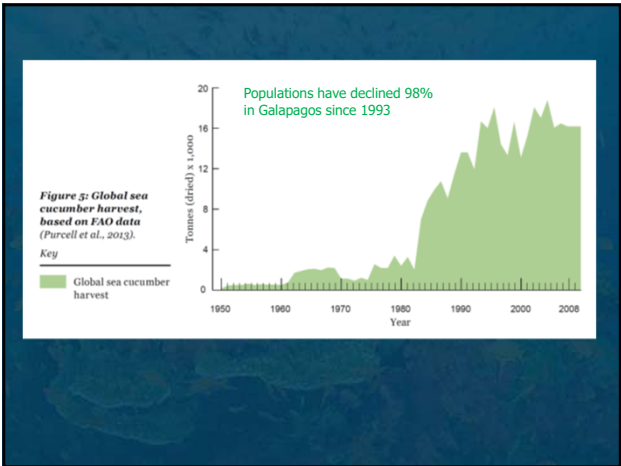 Populations have declined 98%
in Galapagos since 1993
Figure 5: Global sea
cucumber harvest,
based on FAO data
(Purcell et al., 2013).
Key
Global sea cucumber
harvest
Tonnes (dried) x 1,000
20
16
12
8
4
0
1950 1960 1970 1980 1990 2000 2008
Year